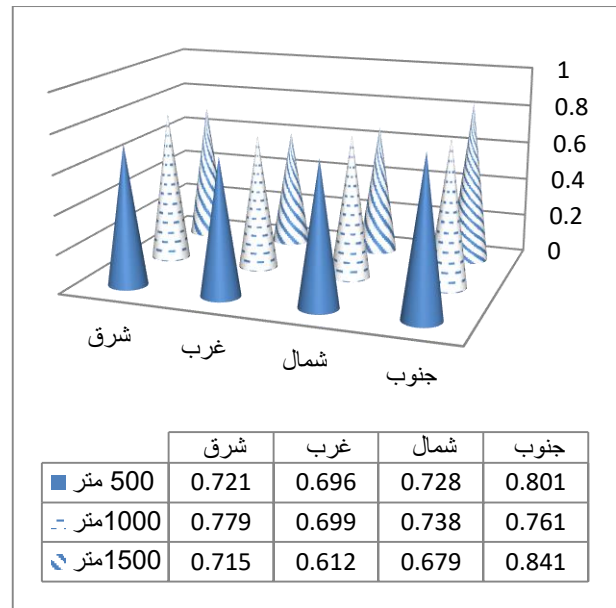 1
0.8
0.6
0.4
0.2
0
شرق
غرب
شمال
جنوب
شرق غرب شمال جنوب
500 متر 0.721 0.696 0.728 0.801
1000متر 0.779 0.699 0.738 0.761
1500متر 0.715 0.612 0.679 0.841